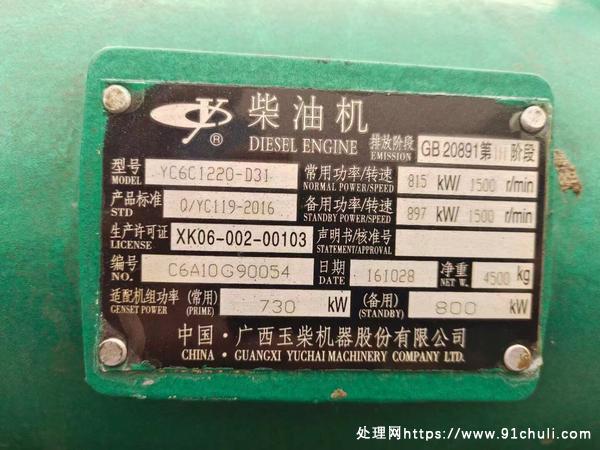 柴油机
DIESEL ENGINE
排放阶段 GB 20891第III阶段
EMISSION
型号 YC6C1220-D31 常用功率/转速 815 kW/ 1500 r/min
MODEL NORMAL POWER/SPEED
产品标准 Q/YC119-2016 备用功率/转速 897 kW/ 1500 r/min
STD STANDBY POWER/SPEED
生产许可证 XK06-002-00103 声明书/核准号
LICENSE STATEMENT/APPROVAL
编号 C6A10G90054 日期 161028 净重 4500 kg
NO. DATE NET W.
适配机组功率 (常用) 730 kW (备用) 800 kW
GENSET POWER (PRIME) (STANDBY)
中国·广西玉柴机器股份有限公司
CHINA · GUANGXI YUCHAI MACHINERY COMPANY LTD.
处理网https://www.91chuli.com/